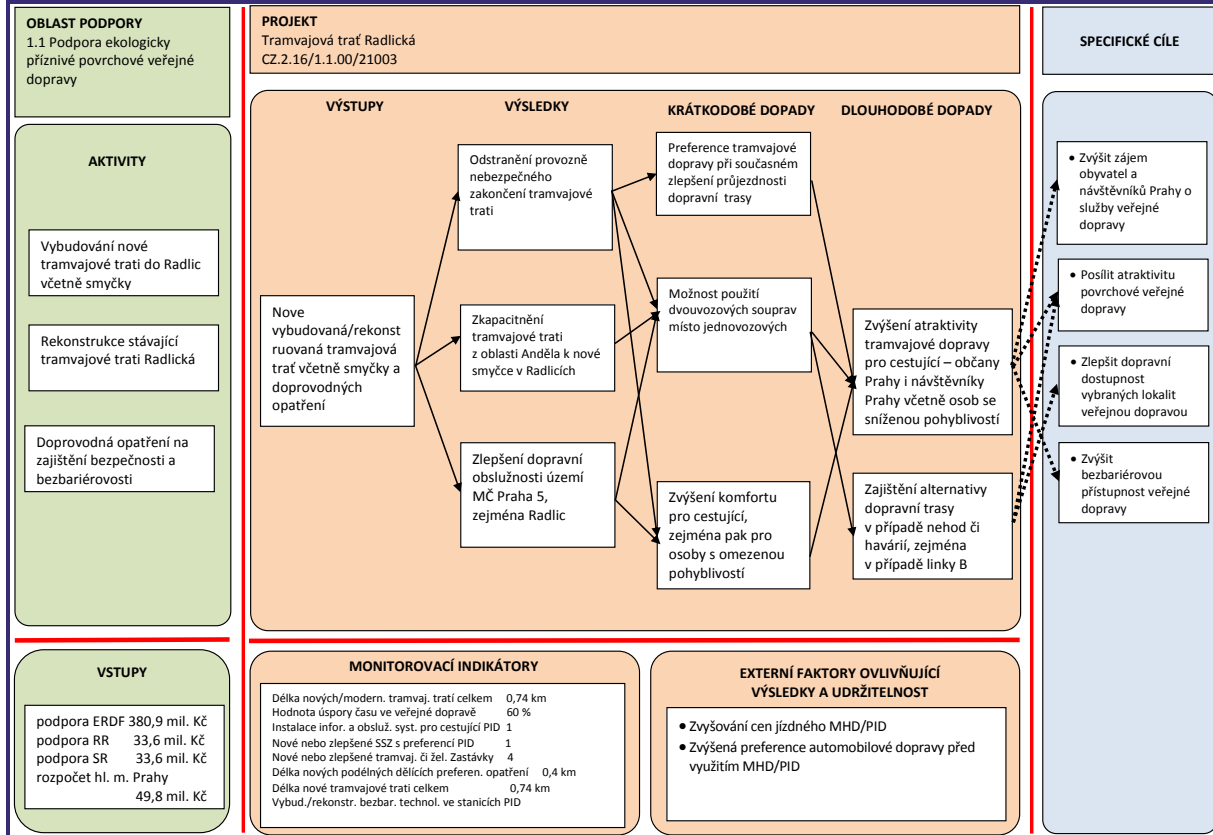 OBLAST PODPORY
1.1 Podpora ekologicky
příznivé povrchové veřejné
dopravy
PROJEKT
Tramvajová trať Radlická
CZ.2.16/1.1.00/21003
SPECIFICKÉ CÍLE
AKTIVITY
Vybudování nové
tramvajové trati do Radlic
včetně smyčky
Rekonstrukce stávající
tramvajové trati Radlická
Doprovodná opatření na
zajištění bezpečnosti a
bezbariérovosti
VÝSTUPY
Nove
vybudovaná/rekonst
ruovaná tramvajová
trať včetně smyčky a
doprovodných
opatření
VÝSLEDKY
Odstranění provozně
nebezpečného
zakončení tramvajové
trati
Zkapacitnění
tramvajové trati
z oblasti Anděla k nové
smyčce v Radlicích
Zlepšení dopravní
obslužnosti území
MČ Praha 5,
zejména Radlic
KRÁTKODOBÉ DOPADY
Preference tramvajové
dopravy při současném
zlepšení průjezdnosti
dopravní trasy
Možnost použití
dvouvozových souprav
místo jednovozových
Zvýšení komfortu
pro cestující,
zejména pak pro
osoby s omezenou
pohyblivostí
DLOUHODOBÉ DOPADY
Zvýšení atraktivity
tramvajové dopravy
pro cestující – občany
Prahy i návštěvníky
Prahy včetně osob se
sníženou pohyblivostí
Zajištění alternativy
dopravní trasy
v případě nehod či
havárií, zejména
v případě linky B
• Zvýšit zájem
obyvatel a
návštěvníků Prahy o
služby veřejné
dopravy
• Posílit atraktivitu
povrchové veřejné
dopravy
• Zlepšit dopravní
dostupnost
vybraných lokalit
veřejnou dopravou
• Zvýšit
bezbariérovou
přístupnost veřejné
dopravy
VSTUPY
podpora ERDF 380,9 mil. Kč
podpora RR 33,6 mil. Kč
podpora SR 33,6 mil. Kč
rozpočet hl. m. Prahy
49,8 mil. Kč
MONITOROVACÍ INDIKÁTORY
Délka nových/modern. tramvaj. tratí celkem 0,74 km
Hodnota úspory času ve veřejné dopravě 60 %
Instalace infor. a obsluž. syst. pro cestující PID 1
Nové nebo zlepšené SSZ s preferencí PID 1
Nové nebo zlepšené tramvaj. či žel. Zastávky 4
Délka nových podélných dělících preferen. opatření 0,4 km
Délka nové tramvajové trati celkem 0,74 km
Vybud./rekonstr. bezbar. technol. ve stanicích PID
EXTERNÍ FAKTORY OVLIVŇUJÍCÍ
VÝSLEDKY A UDRŽITELNOST
• Zvyšování cen jízdného MHD/PID
• Zvýšená preference automobilové dopravy před
využitím MHD/PID